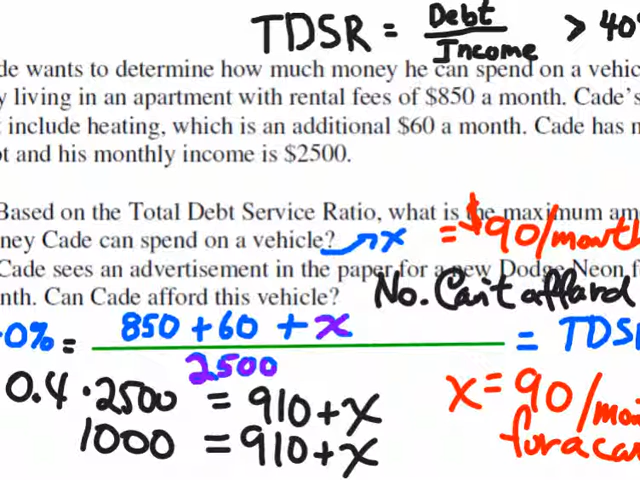 TDSR = Debt / Income > 40%
de wants to determine how much money he can spend on a vehic
y living in an apartment with rental fees of $850 a month. Cade's
include heating, which is an additional $60 a month. Cade has n
ot and his monthly income is $2500.
Based on the Total Debt Service Ratio, what is the maximum am
ney Cade can spend on a vehicle? → x = $90/month
Cade sees an advertisement in the paper for a new Dodge Neon f
nth. Can Cade afford this vehicle? No. Can't afford
0% = 850 + 60 + x / 2500 = TDSR
0.4 · 2500 = 910 + x
x = 90/mon
1000 = 910 + x
for a car